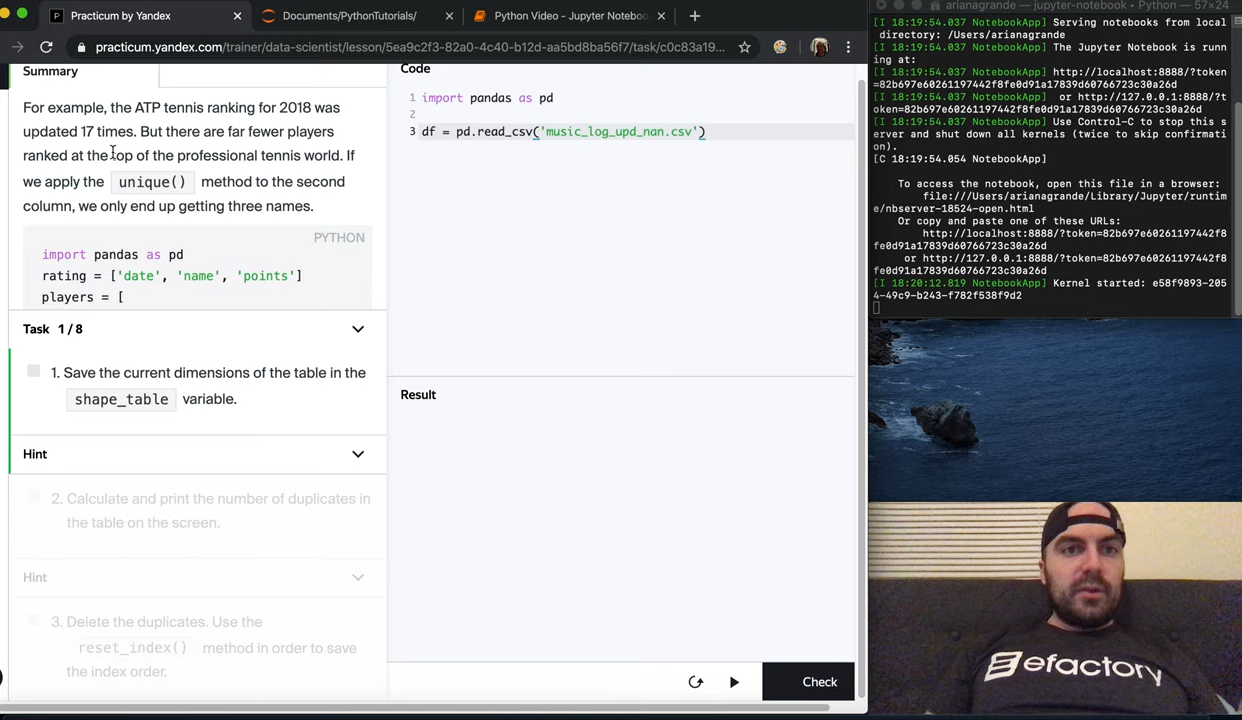 Practicum by Yandex
Documents/PythonTutorials/
Python Video - Jupyter Noteboo
practicum.yandex.com/trainer/data-scientist/lesson/5ea9c2f3-82a0-4c40-b12d-aa5bd8ba56f7/task/c0c83a19...
Summary
For example, the ATP tennis ranking for 2018 was
updated 17 times. But there are far fewer players
ranked at the top of the professional tennis world. If
we apply the unique() method to the second
column, we only end up getting three names.
PYTHON
import pandas as pd
rating = ['date', 'name', 'points']
players = [
Task 1 / 8
1. Save the current dimensions of the table in the
shape_table variable.
Hint
2. Calculate and print the number of duplicates in
the table on the screen.
Hint
3. Delete the duplicates. Use the
reset_index() method in order to save
the index order.
Code
1 import pandas as pd
2
3 df = pd.read_csv('music_log_upd_nan.csv')
Result
Check
arianagrande — jupyter-notebook • Python — 57×24
[I 18:19:54.037 NotebookApp] Serving notebooks from local
directory: /Users/arianagrande
[I 18:19:54.037 NotebookApp] The Jupyter Notebook is runn
ing at:
[I 18:19:54.037 NotebookApp] http://localhost:8888/?token
=82b697e60261191442f8fe0d91a17839d60766723c30a26d
[I 18:19:54.037 NotebookApp]  or http://127.0.0.1:8888/?t
oken=82b697e60261191442f8fe0d91a17839d60766723c30a26d
[I 18:19:54.037 NotebookApp] Use Control-C to stop this s
erver and shut down all kernels (twice to skip confirmati
on).
[C 18:19:54.054 NotebookApp]
To access the notebook, open this file in a browser:
file:///Users/arianagrande/Library/Jupyter/runtim
e/nbserver-18524-open.html
Or copy and paste one of these URLs:
http://localhost:8888/?token=82b697e60261191442f8
fe0d91a17839d60766723c30a26d
or http://127.0.0.1:8888/?token=82b697e60261191442f8
fe0d91a17839d60766723c30a26d
[I 18:20:12.819 NotebookApp] Kernel started: e58f9893-205
4-49c9-b243-f782f538f9d2
efactory